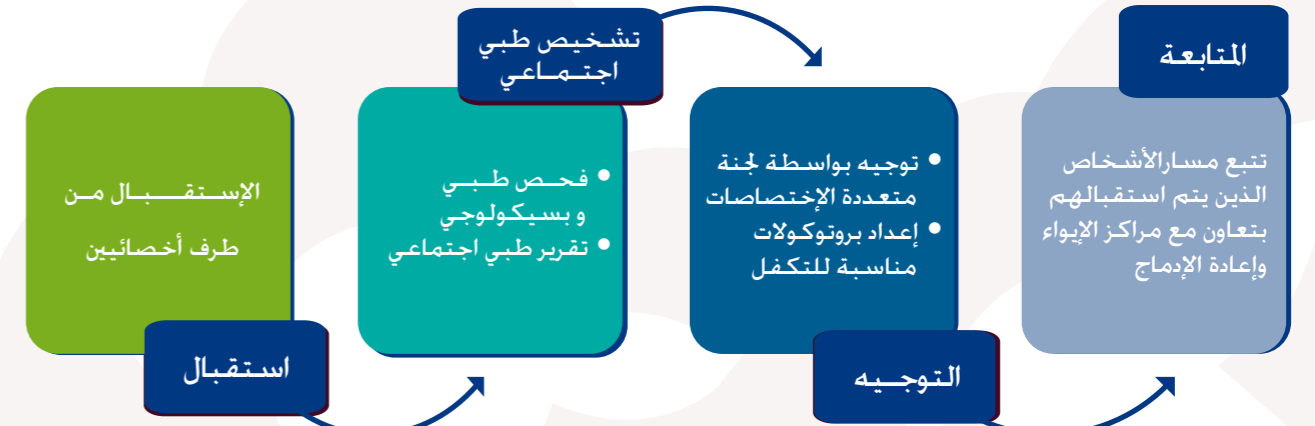 استقبال
الإستقبال من
طرف أخصائيين
تشخيص طبي
اجتماعي
• فحص طبي
و بسيكولوجي
• تقرير طبي اجتماعي
التوجيه
• توجيه بواسطة لجنة
متعددة الإختصاصات
• إعداد بروتوكولات
مناسبة للتكفل
المتابعة
تتبع مسارالأشخاص
الذين يتم استقبالهم
بتعاون مع مراكز الإيواء
وإعادة الإدماج